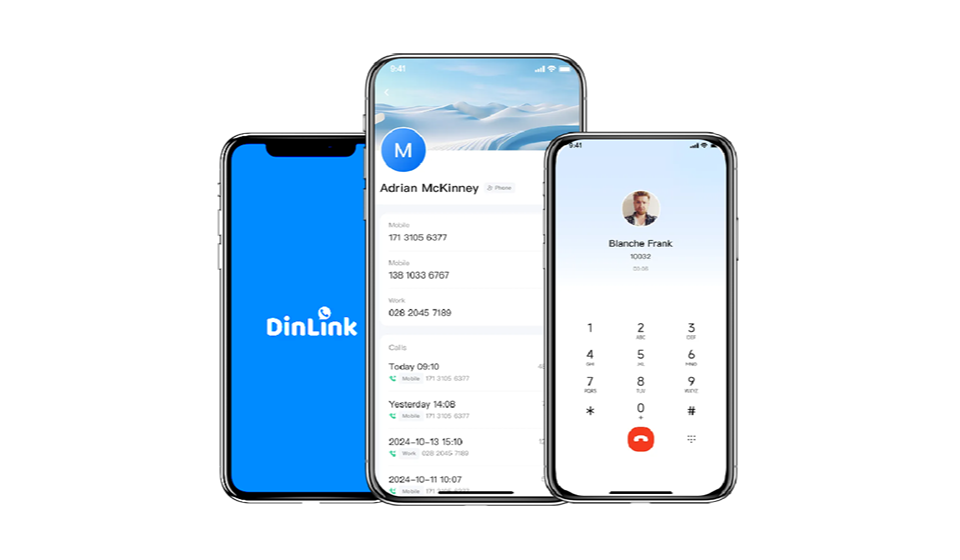 DinLink
9:41
M
Adrian McKinney
Phone
Mobile
171 3105 6377
Mobile
138 1033 6767
Work
028 2045 7189
Calls
Today 09:10
Mobile 171 3105 6377
Yesterday 14:08
Mobile 171 3105 6377
2024-10-13 15:10
Work 028 2045 7189
2024-10-11 10:07
Mobile 171 3105 6377
9:41
Blanche Frank
10032
1 2 3
ABC DEF
4 5 6
GHI JKL MNO
7 8 9
PQRS TUV WXYZ
* 0 #
+